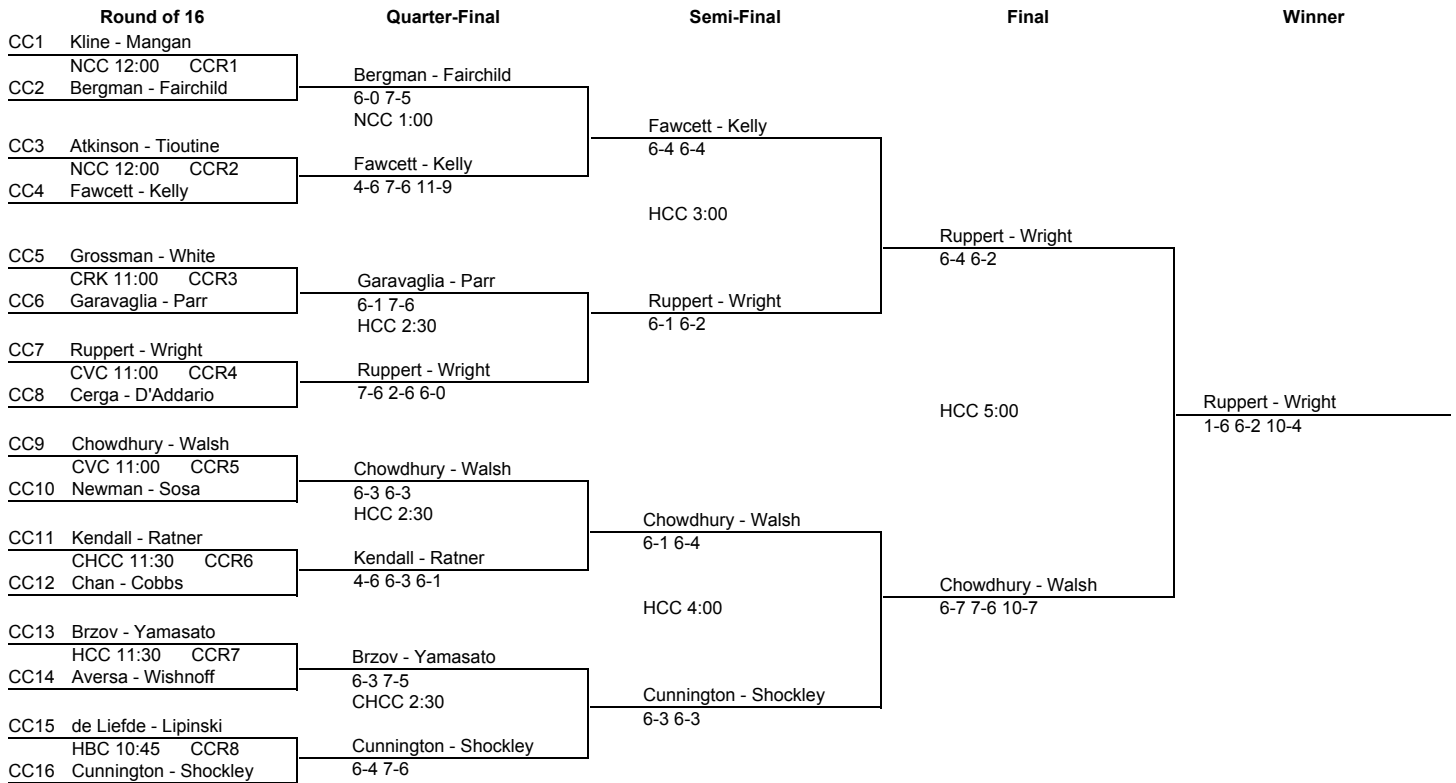 Round of 16
Quarter-Final
Semi-Final
Final
Winner
CC1 Kline - Mangan
NCC 12:00 CCR1
CC2 Bergman - Fairchild
CC3 Atkinson - Tioutine
NCC 12:00 CCR2
CC4 Fawcett - Kelly
CC5 Grossman - White
CRK 11:00 CCR3
CC6 Garavaglia - Parr
CC7 Ruppert - Wright
CVC 11:00 CCR4
CC8 Cerga - D'Addario
CC9 Chowdhury - Walsh
CVC 11:00 CCR5
CC10 Newman - Sosa
CC11 Kendall - Ratner
CHCC 11:30 CCR6
CC12 Chan - Cobbs
CC13 Brzov - Yamasato
HCC 11:30 CCR7
CC14 Aversa - Wishnoff
CC15 de Liefde - Lipinski
HBC 10:45 CCR8
CC16 Cunnington - Shockley
Bergman - Fairchild
6-0 7-5
NCC 1:00
Fawcett - Kelly
4-6 7-6 11-9
Garavaglia - Parr
6-1 7-6
HCC 2:30
Ruppert - Wright
7-6 2-6 6-0
Chowdhury - Walsh
6-3 6-3
HCC 2:30
Kendall - Ratner
4-6 6-3 6-1
Brzov - Yamasato
6-3 7-5
CHCC 2:30
Cunnington - Shockley
6-4 7-6
Fawcett - Kelly
6-4 6-4
HCC 3:00
Ruppert - Wright
6-1 6-2
Chowdhury - Walsh
6-1 6-4
HCC 4:00
Cunnington - Shockley
6-3 6-3
Ruppert - Wright
6-4 6-2
HCC 5:00
Chowdhury - Walsh
6-7 7-6 10-7
Ruppert - Wright
1-6 6-2 10-4